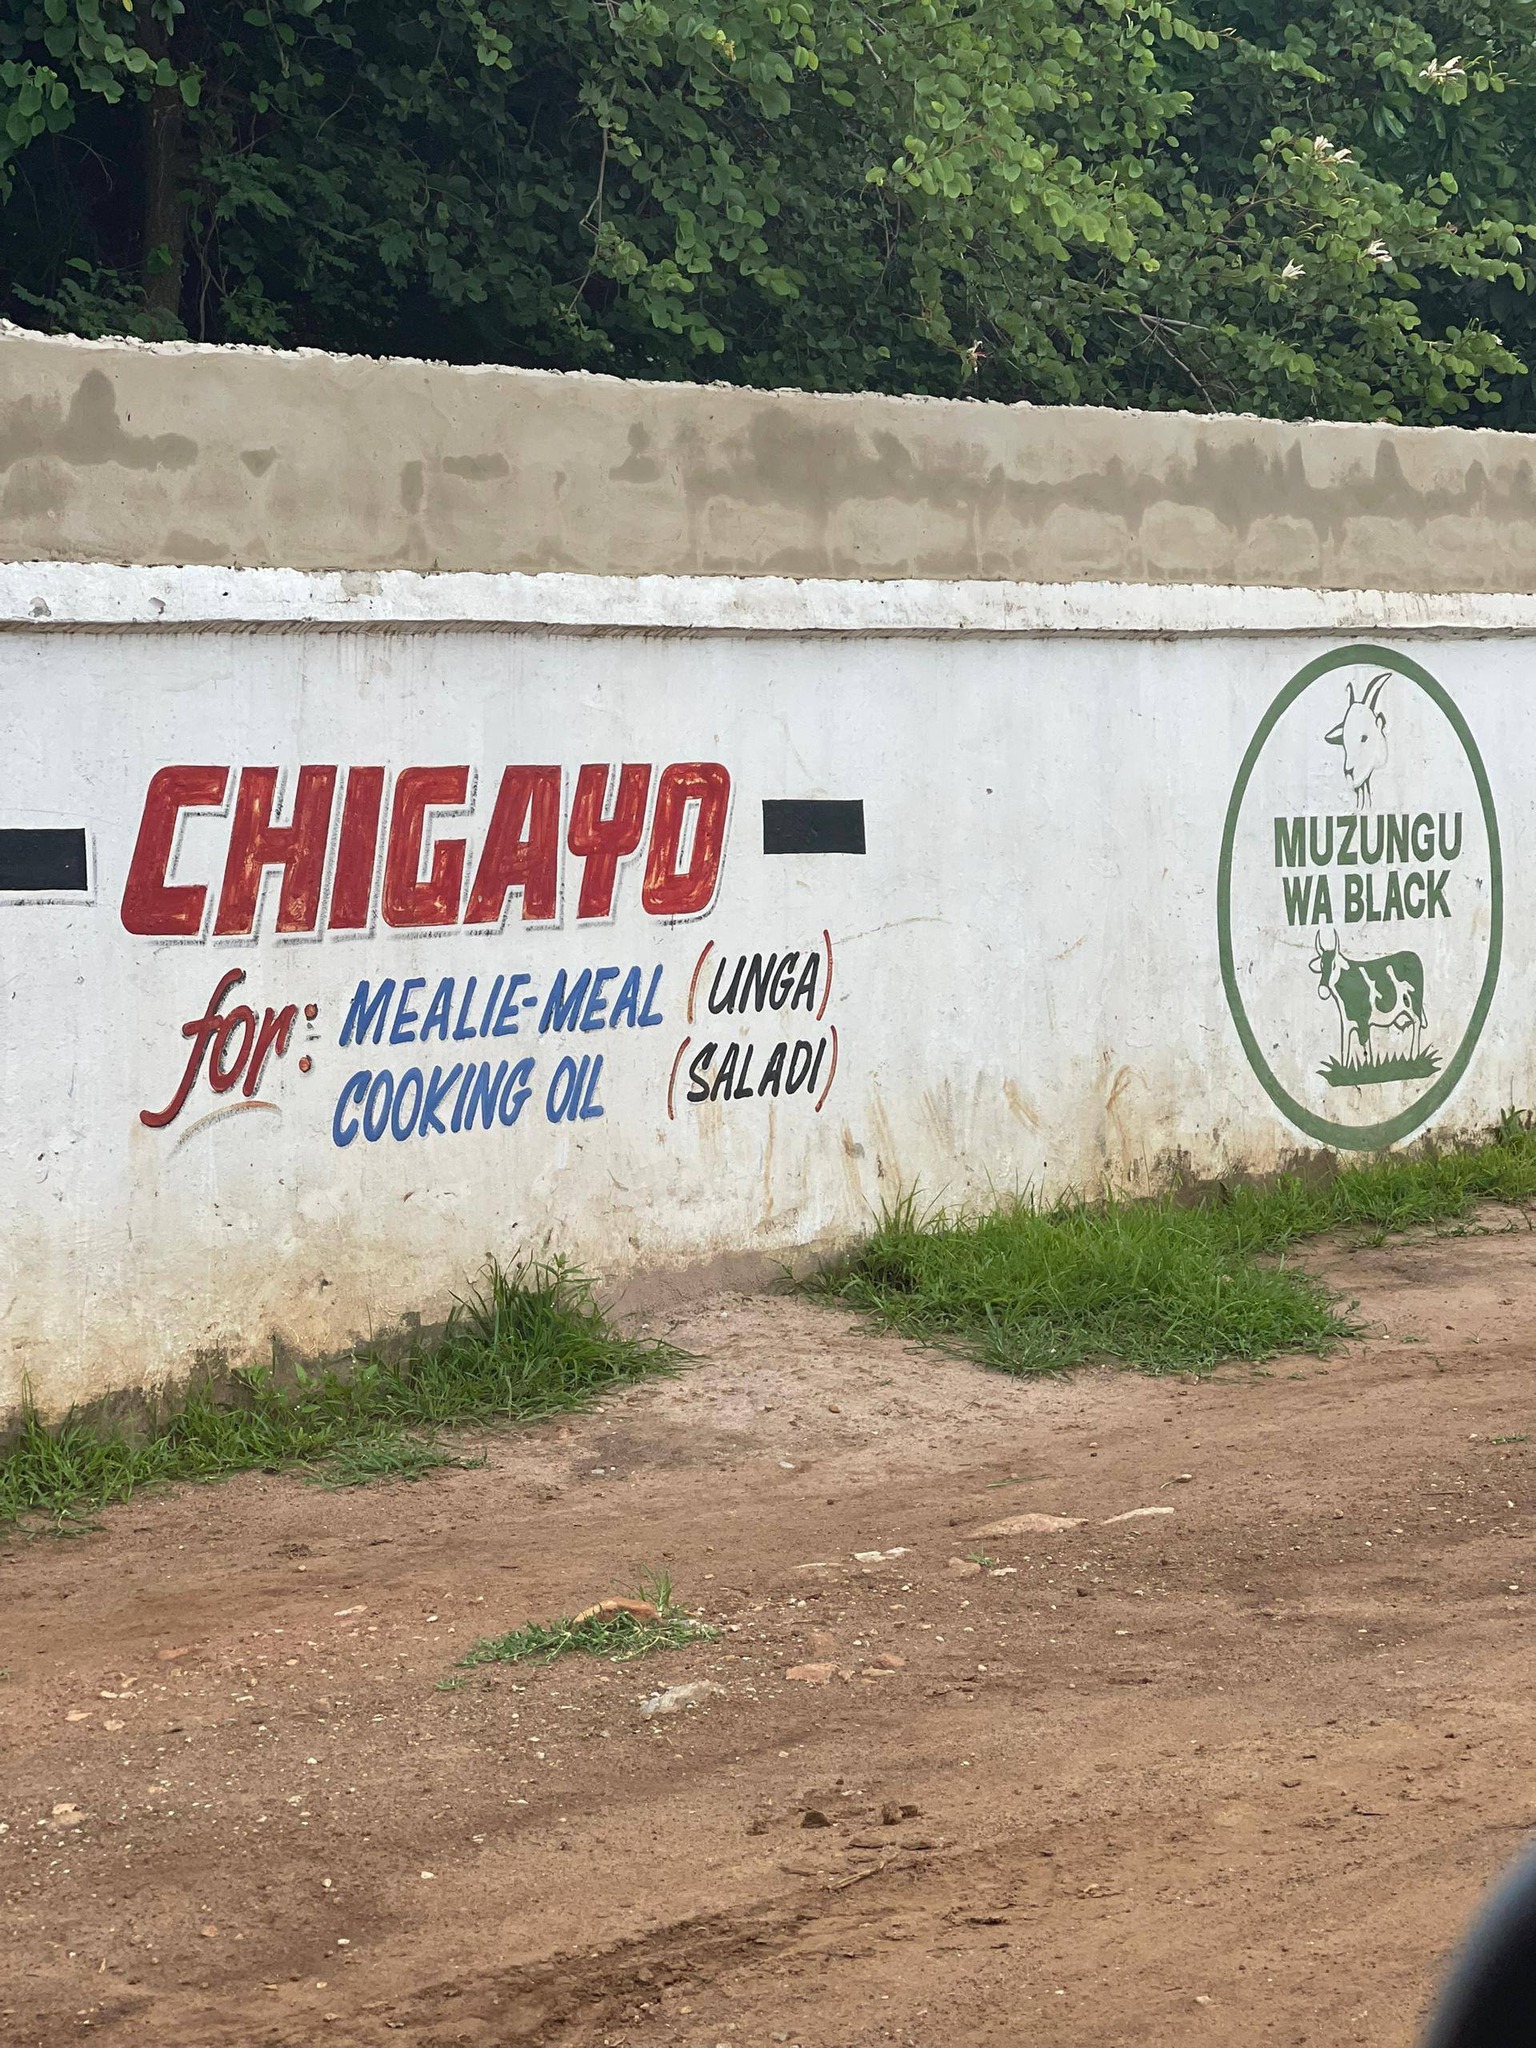 CHIGAYO
for: MEALIE-MEAL (UNGA)
COOKING OIL (SALADI)
MUZUNGU
WA BLACK